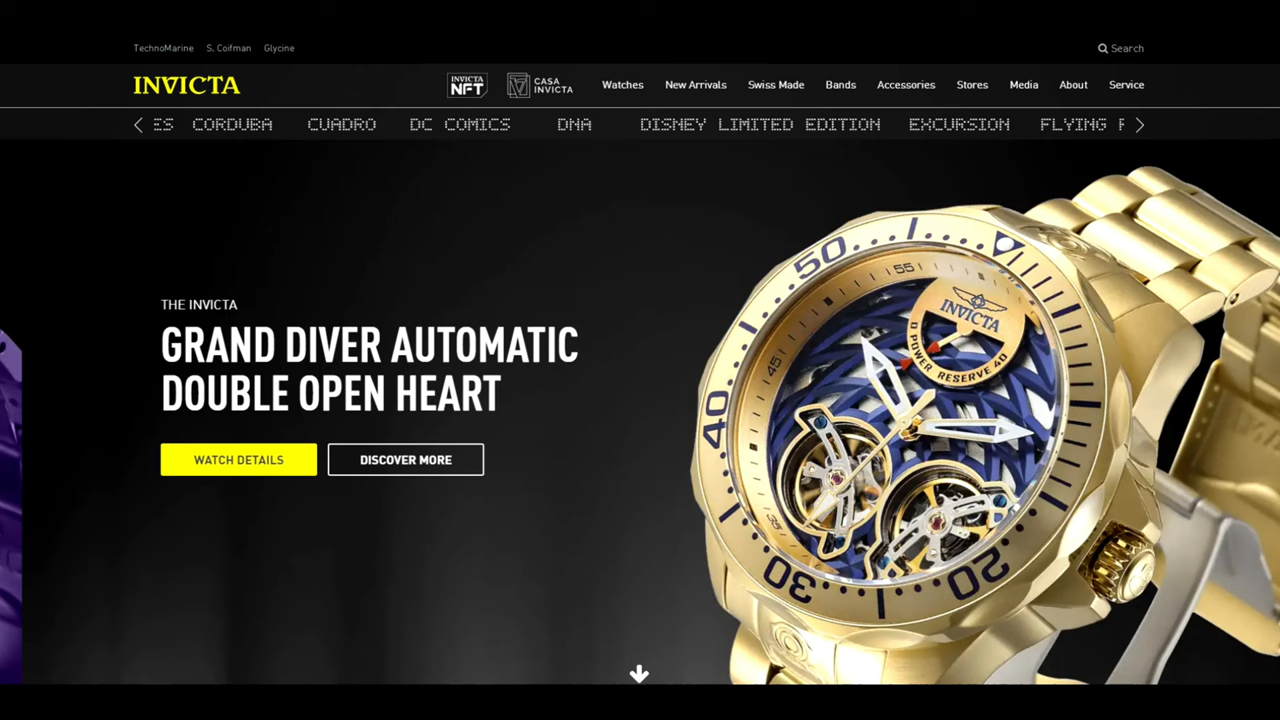 TechnoMarine S. Coifman Glycine
Search
INVICTA
INVICTA NFT
CASA INVICTA
Watches New Arrivals Swiss Made Bands Accessories Stores Media About Service
ES CORDUBA CUADRO DC COMICS DNA DISNEY LIMITED EDITION EXCURSION FLYING F
THE INVICTA
GRAND DIVER AUTOMATIC
DOUBLE OPEN HEART
WATCH DETAILS DISCOVER MORE
50
55
INVICTA
0 POWER RESERVE 40
45
40
35
30
20